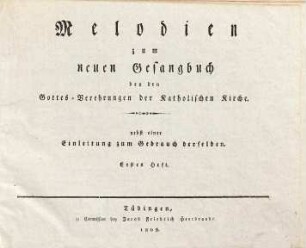 Melodien
zum
neuen Gesangbuch
bey den
Gottes-Verehrungen der Katholischen Kirche.
nebst einer
Einleitung zum Gebrauch derselben.
Erstes Heft.
Tübingen,
in Commission bey Jacob Friedrich Heerbrandt